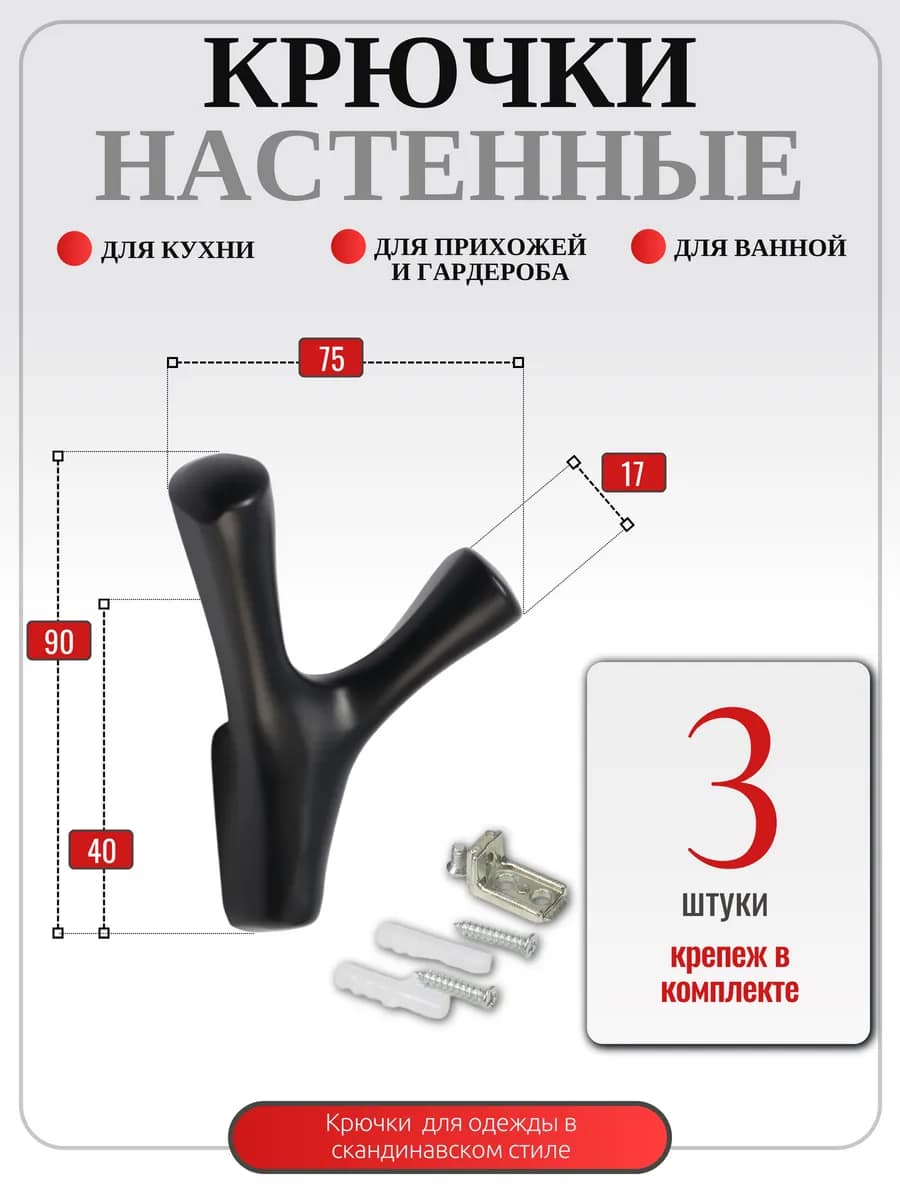 КРЮЧКИ
НАСТЕННЫЕ
ДЛЯ КУХНИ
ДЛЯ ПРИХОЖЕЙ
И ГАРДЕРОБА
ДЛЯ ВАННОЙ
75
17
90
40
3
штуки
крепеж в
комплекте
Крючки для одежды в
скандинавском стиле